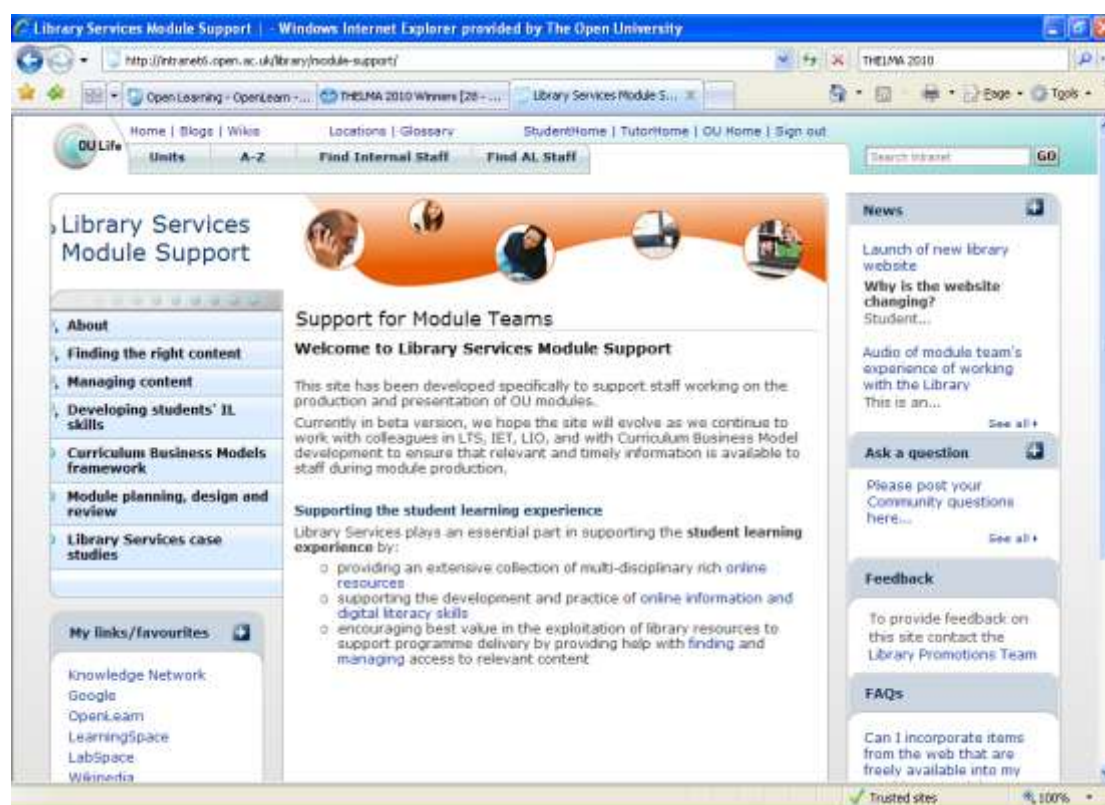 Library Services Module Support | - Windows Internet Explorer provided by The Open University
http://intranet6.open.ac.uk/library/module-support/
THELMA 2010
Open Learning - OpenLearn -...
THELMA 2010 Winners [28 - ...
Library Services Module S...
Page
Tools
Home | Blogs | Wikis
Locations | Glossary
StudentHome | TutorHome | OU Home | Sign out
OU Life
Units
A-Z
Find Internal Staff
Find AL Staff
Search Intranet
GO
Library Services
Module Support
About
Finding the right content
Managing content
Developing students' IL
skills
Curriculum Business Models
framework
Module planning, design and
review
Library Services case
studies
My links/favourites
Knowledge Network
Google
OpenLearn
LearningSpace
LabSpace
Wikipedia
Support for Module Teams
Welcome to Library Services Module Support
This site has been developed specifically to support staff working on the
production and presentation of OU modules.
Currently in beta version, we hope the site will evolve as we continue to
work with colleagues in LTS, IET, LIO, and with Curriculum Business Model
development to ensure that relevant and timely information is available to
staff during module production.
Supporting the student learning experience
Library Services plays an essential part in supporting the student learning
experience by:
providing an extensive collection of multi-disciplinary rich online
resources
supporting the development and practice of online information and
digital literacy skills
encouraging best value in the exploitation of library resources to
support programme delivery by providing help with finding and
managing access to relevant content
News
Launch of new library
website
Why is the website
changing?
Student...
Audio of module team's
experience of working
with the Library
This is an...
See all
Ask a question
Please post your
Community questions
here...
See all
Feedback
To provide feedback on
this site contact the
Library Promotions Team
FAQs
Can I incorporate items
from the web that are
freely available into my
Trusted sites
100%